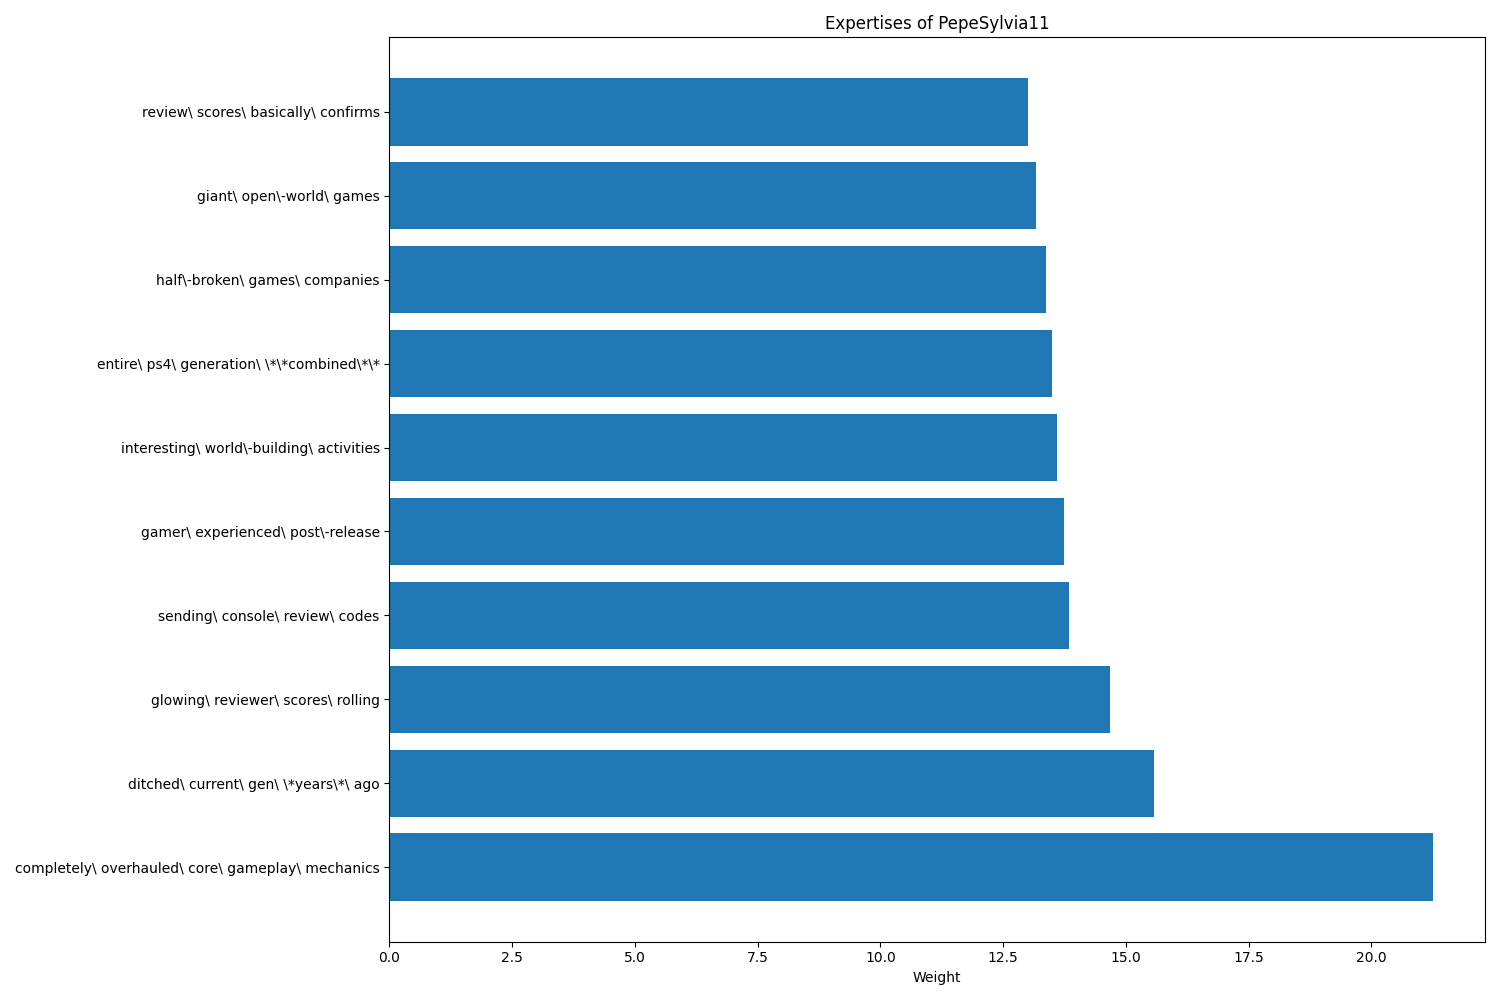 Expertises of PepeSylvia11
review\ scores\ basically\ confirms
giant\ open\-world\ games
half\-broken\ games\ companies
entire\ ps4\ generation\ \*\*combined\*\*
interesting\ world\-building\ activities
gamer\ experienced\ post\-release
sending\ console\ review\ codes
glowing\ reviewer\ scores\ rolling
ditched\ current\ gen\ \*years\*\ ago
completely\ overhauled\ core\ gameplay\ mechanics
0.0 2.5 5.0 7.5 10.0 12.5 15.0 17.5 20.0
Weight